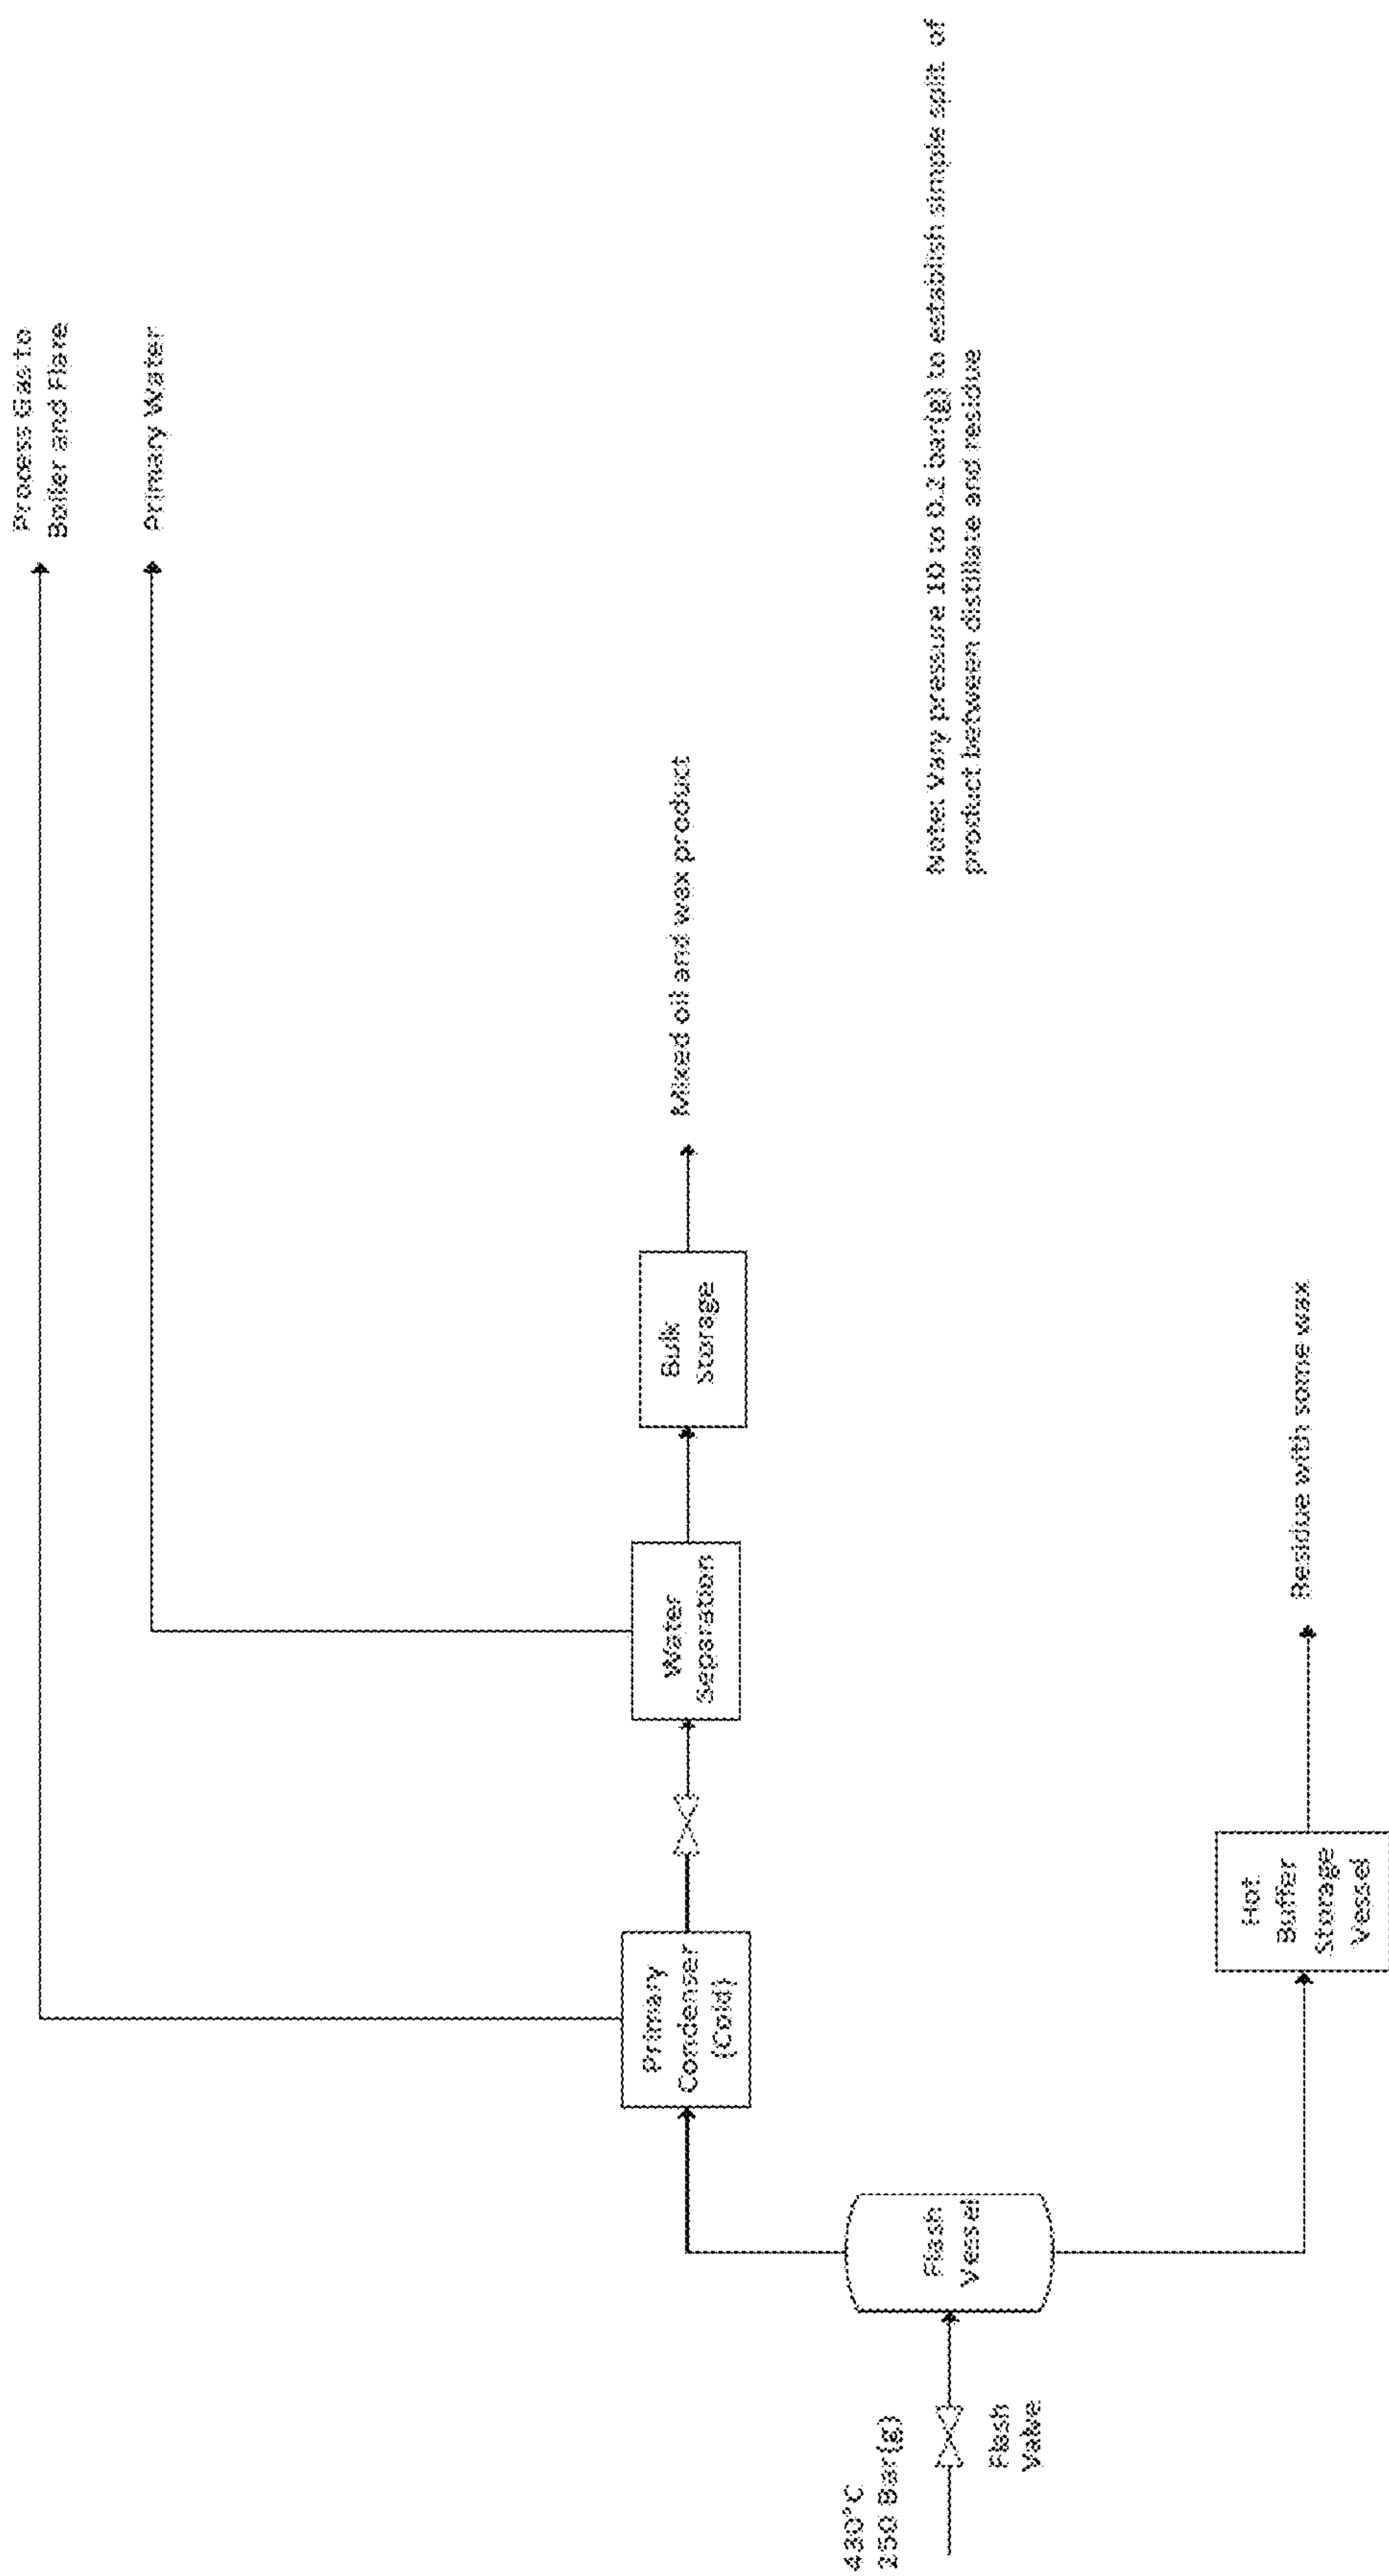 Process Gas to
Boiler and Flare
Primary Water
Primary
Condenser
(Cold)
Water
Separation
Bulk
Storage
Mixed oil and wax product
430°C
250 Bar(g)
Flash
Valve
Flash
Vessel
Note: Vary pressure 10 to 0.2 bar(g) to establish simple split of
product between distillate and residue
Hot
Buffer
Storage
Vessel
Residue with some wax